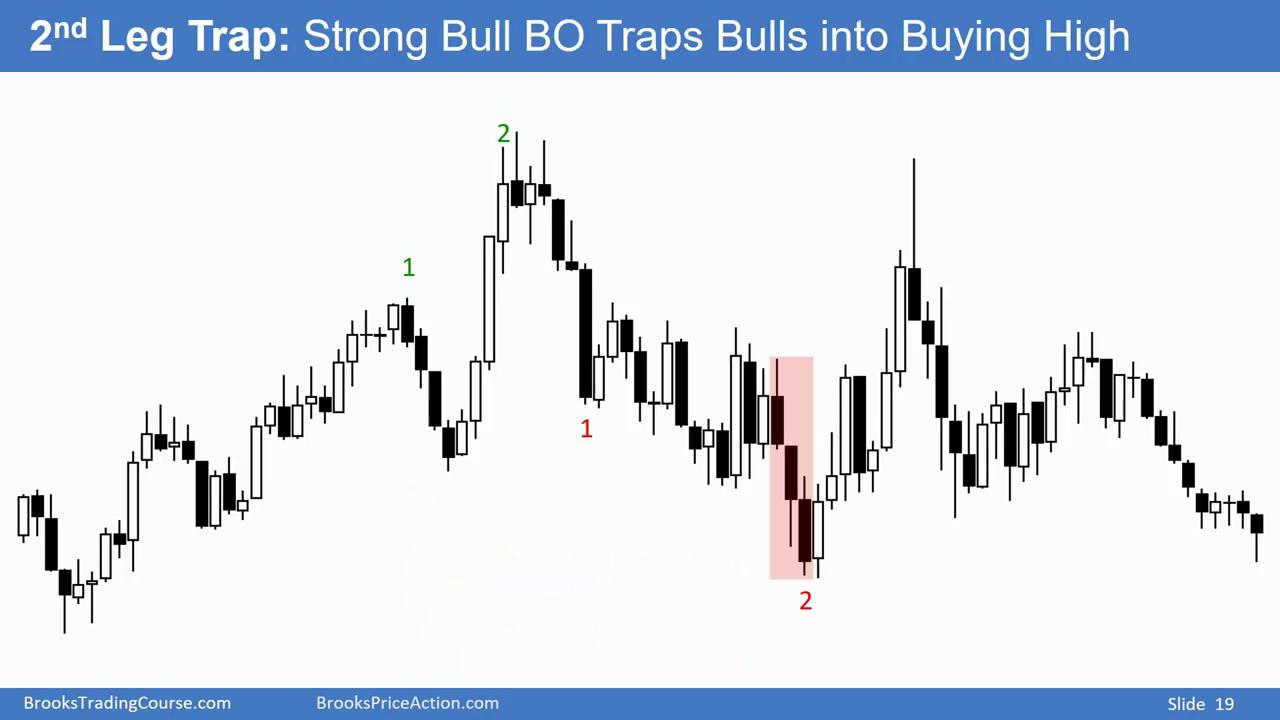 2nd Leg Trap: Strong Bull BO Traps Bulls into Buying High
2
1
1
2
BrooksTradingCourse.com
BrooksPriceAction.com
Slide 19